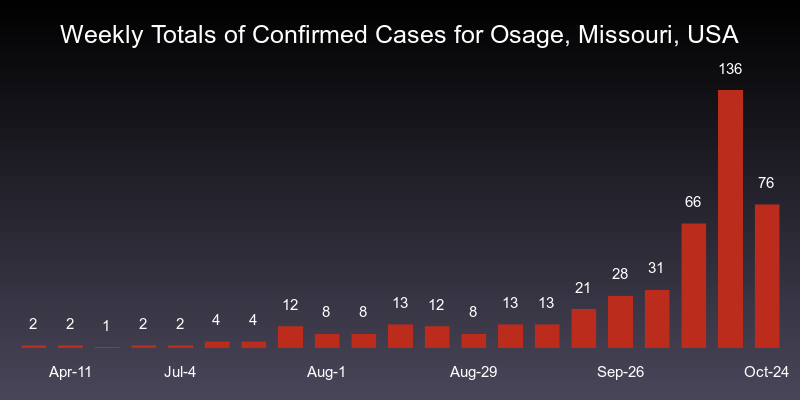 Weekly Totals of Confirmed Cases for Osage, Missouri, USA
2 2 1 2 2 4 4 12 8 8 13 12 8 13 13 21 28 31 66 136 76
Apr-11 Jul-4 Aug-1 Aug-29 Sep-26 Oct-24